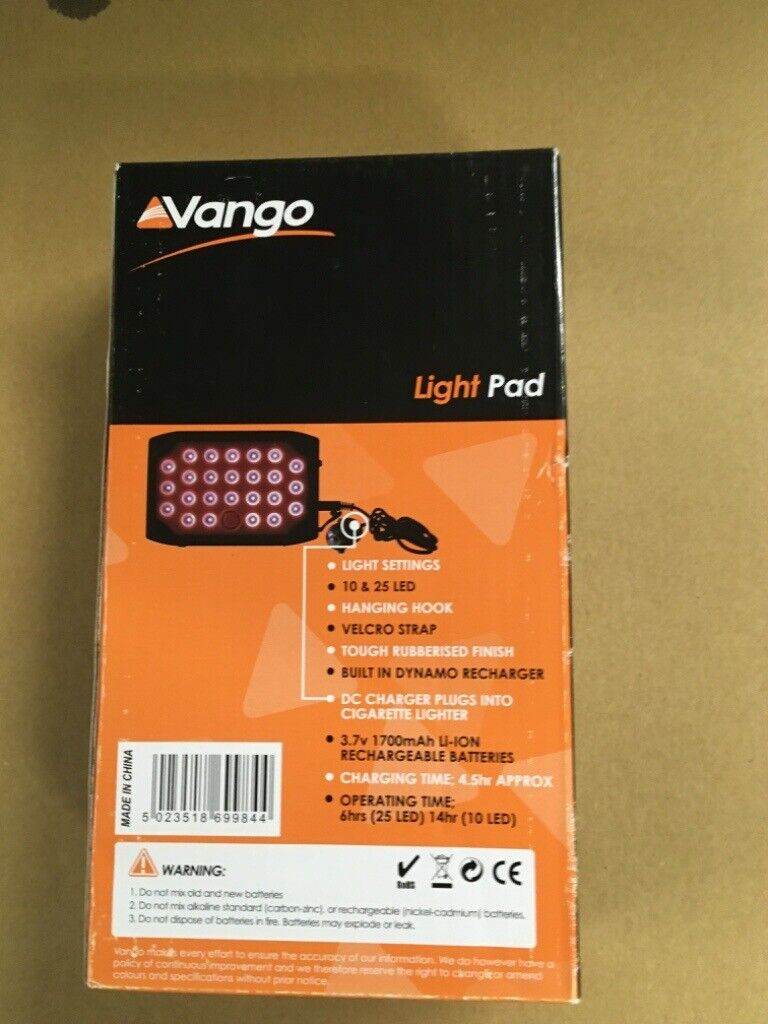 Vango
Light Pad
LIGHT SETTINGS
10 & 25 LED
HANGING HOOK
VELCRO STRAP
TOUGH RUBBERISED FINISH
BUILT IN DYNAMO RECHARGER
DC CHARGER PLUGS INTO
CIGARETTE LIGHTER
3.7v 1700mAh Li-ION
RECHARGEABLE BATTERIES
CHARGING TIME; 4.5hr APPROX
OPERATING TIME;
6hrs (25 LED) 14hr (10 LED)
MADE IN CHINA
5 023518 699844
WARNING:
1. Do not mix old and new batteries
2. Do not mix alkaline standard (carbon-zinc), or rechargeable (nickel-cadmium) batteries.
3. Do not dispose of batteries in fire. Batteries may explode or leak.
RoHS
CE
Vango makes every effort to ensure the accuracy of our information. We do however have a
policy of continuous improvement and we therefore reserve the right to change or amend
colours and specifications without prior notice.